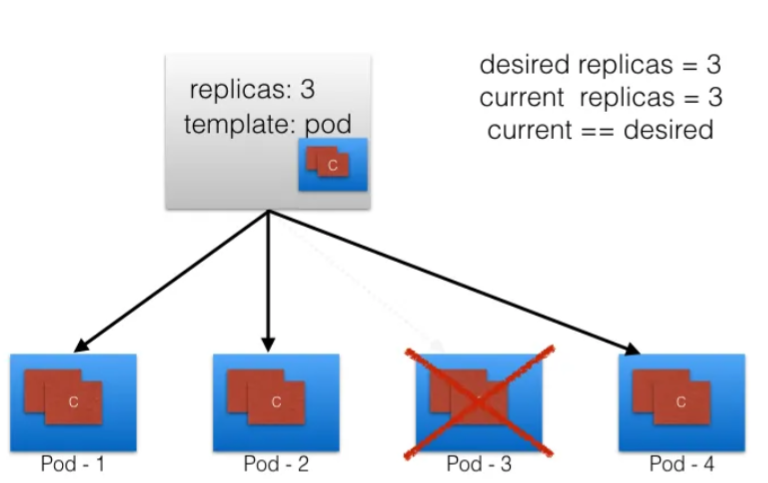 replicas: 3
template: pod
C
desired replicas = 3
current replicas = 3
current == desired
C
C
C
Pod - 1
Pod - 2
Pod - 3
Pod - 4